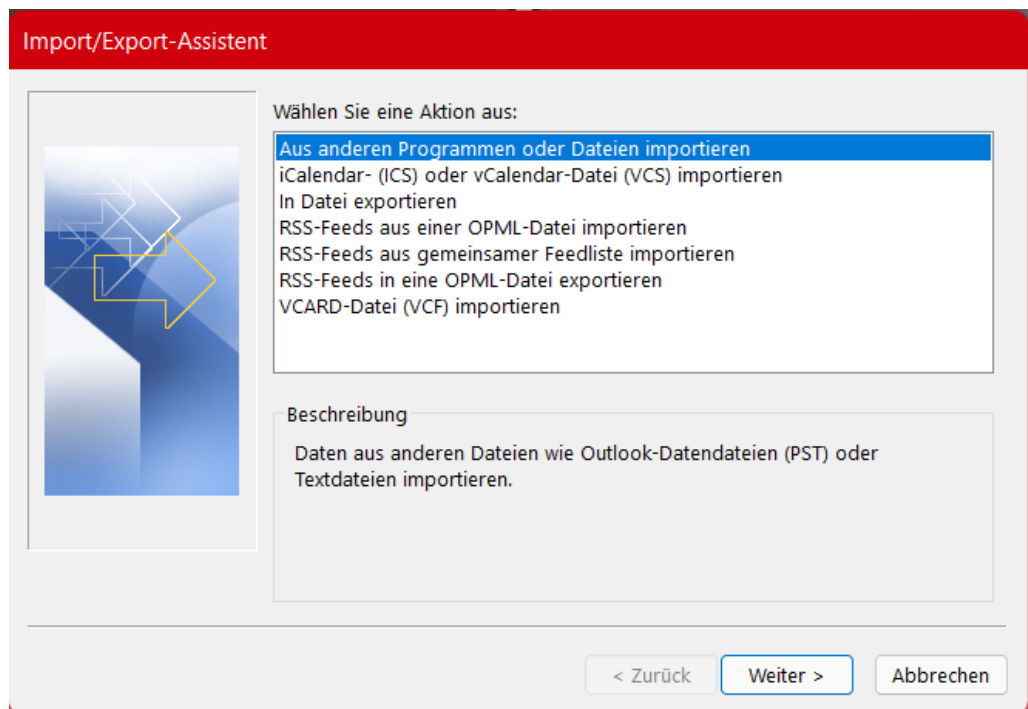 Import/Export-Assistent
Wählen Sie eine Aktion aus:
Aus anderen Programmen oder Dateien importieren
iCalendar- (ICS) oder vCalendar-Datei (VCS) importieren
In Datei exportieren
RSS-Feeds aus einer OPML-Datei importieren
RSS-Feeds aus gemeinsamer Feedliste importieren
RSS-Feeds in eine OPML-Datei exportieren
VCARD-Datei (VCF) importieren
Beschreibung
Daten aus anderen Dateien wie Outlook-Datendateien (PST) oder
Textdateien importieren.
< Zurück
Weiter >
Abbrechen